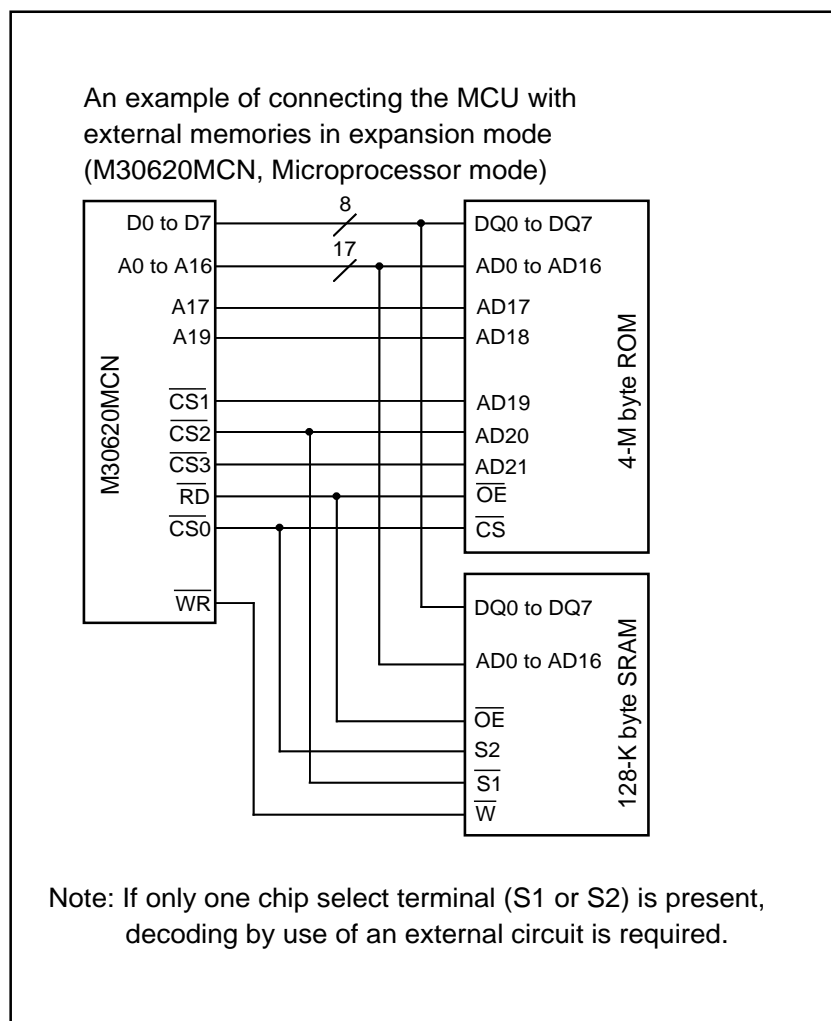 An example of connecting the MCU with
external memories in expansion mode
(M30620MCN, Microprocessor mode)
M30620MCN
D0 to D7
A0 to A16
A17
A19
CS1
CS2
CS3
RD
CS0
WR
8
17
DQ0 to DQ7
AD0 to AD16
AD17
AD18
AD19
AD20
AD21
OE
CS
4-M byte ROM
DQ0 to DQ7
AD0 to AD16
OE
S2
S1
W
128-K byte SRAM
Note: If only one chip select terminal (S1 or S2) is present,
decoding by use of an external circuit is required.